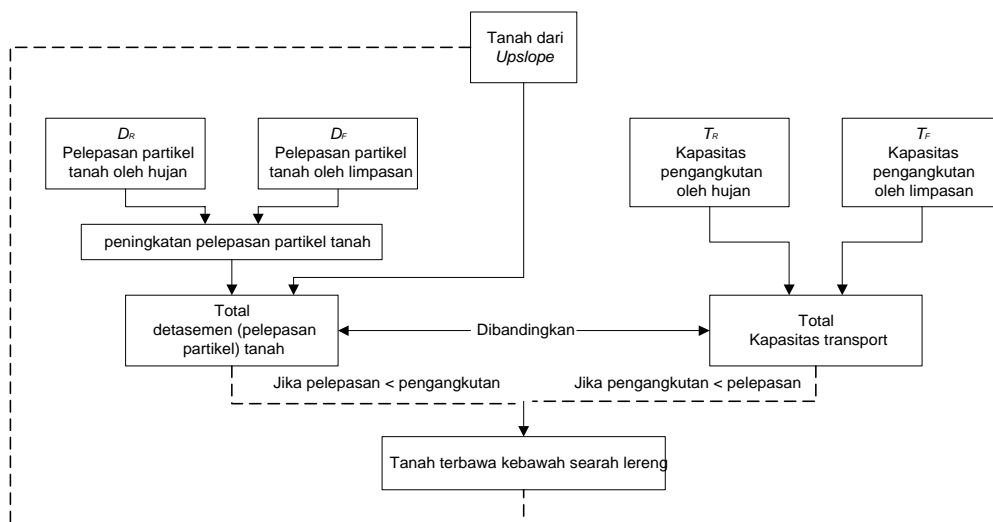 Tanah dari
Upslope
DR
Pelepasan partikel
tanah oleh hujan
DF
Pelepasan partikel
tanah oleh limpasan
TR
Kapasitas
pengangkutan
oleh hujan
TF
Kapasitas
pengangkutan
oleh limpasan
peningkatan pelepasan partikel tanah
Total
detasemen (pelepasan
partikel) tanah
Dibandingkan
Total
Kapasitas transport
Jika pelepasan < pengangkutan
Jika pengangkutan < pelepasan
Tanah terbawa kebawah searah lereng